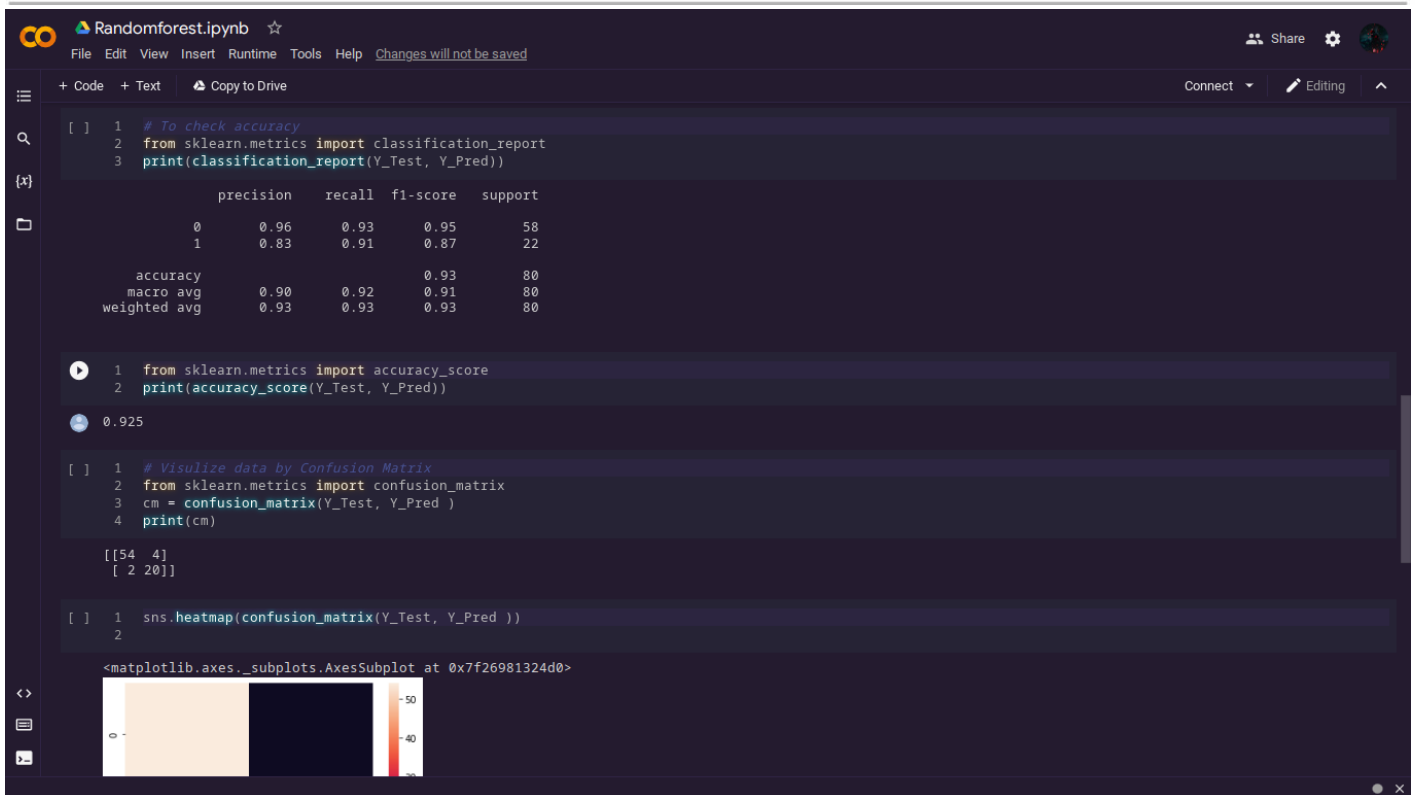 CO Randomforest.ipynb
File Edit View Insert Runtime Tools Help Changes will not be saved
Share
+ Code + Text Copy to Drive
Connect Editing
{x}
[ ] 1 # To check accuracy
2 from sklearn.metrics import classification_report
3 print(classification_report(Y_Test, Y_Pred))
precision recall f1-score support
0 0.96 0.93 0.95 58
1 0.83 0.91 0.87 22
accuracy 0.93 80
macro avg 0.90 0.92 0.91 80
weighted avg 0.93 0.93 0.93 80
1 from sklearn.metrics import accuracy_score
2 print(accuracy_score(Y_Test, Y_Pred))
0.925
[ ] 1 # Visulize data by Confusion Matrix
2 from sklearn.metrics import confusion_matrix
3 cm = confusion_matrix(Y_Test, Y_Pred )
4 print(cm)
[[54 4]
[ 2 20]]
[ ] 1 sns.heatmap(confusion_matrix(Y_Test, Y_Pred ))
2
<matplotlib.axes._subplots.AxesSubplot at 0x7f26981324d0>
50
0
40